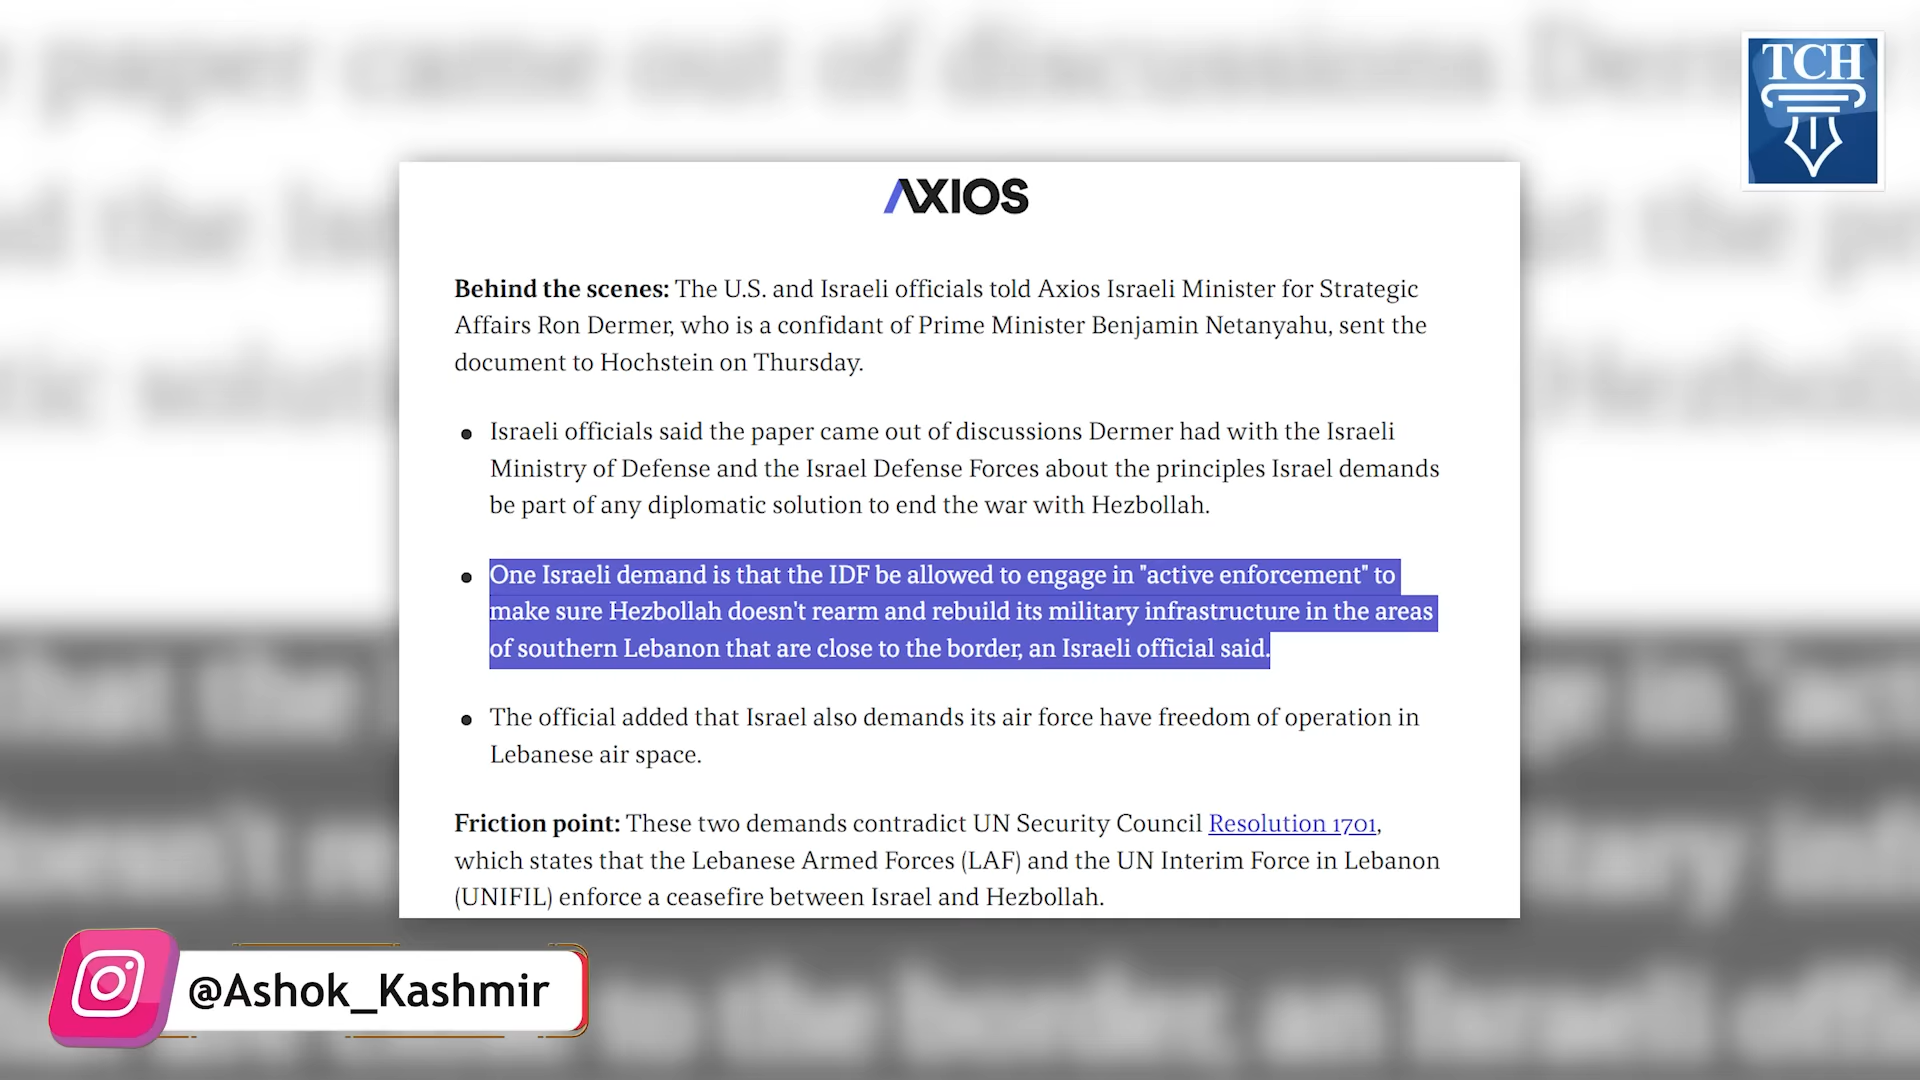 TCH
AXIOS
Behind the scenes: The U.S. and Israeli officials told Axios Israeli Minister for Strategic
Affairs Ron Dermer, who is a confidant of Prime Minister Benjamin Netanyahu, sent the
document to Hochstein on Thursday.
• Israeli officials said the paper came out of discussions Dermer had with the Israeli
Ministry of Defense and the Israel Defense Forces about the principles Israel demands
be part of any diplomatic solution to end the war with Hezbollah.
• One Israeli demand is that the IDF be allowed to engage in "active enforcement" to
make sure Hezbollah doesn't rearm and rebuild its military infrastructure in the areas
of southern Lebanon that are close to the border, an Israeli official said.
• The official added that Israel also demands its air force have freedom of operation in
Lebanese air space.
Friction point: These two demands contradict UN Security Council Resolution 1701,
which states that the Lebanese Armed Forces (LAF) and the UN Interim Force in Lebanon
(UNIFIL) enforce a ceasefire between Israel and Hezbollah.
@Ashok_Kashmir